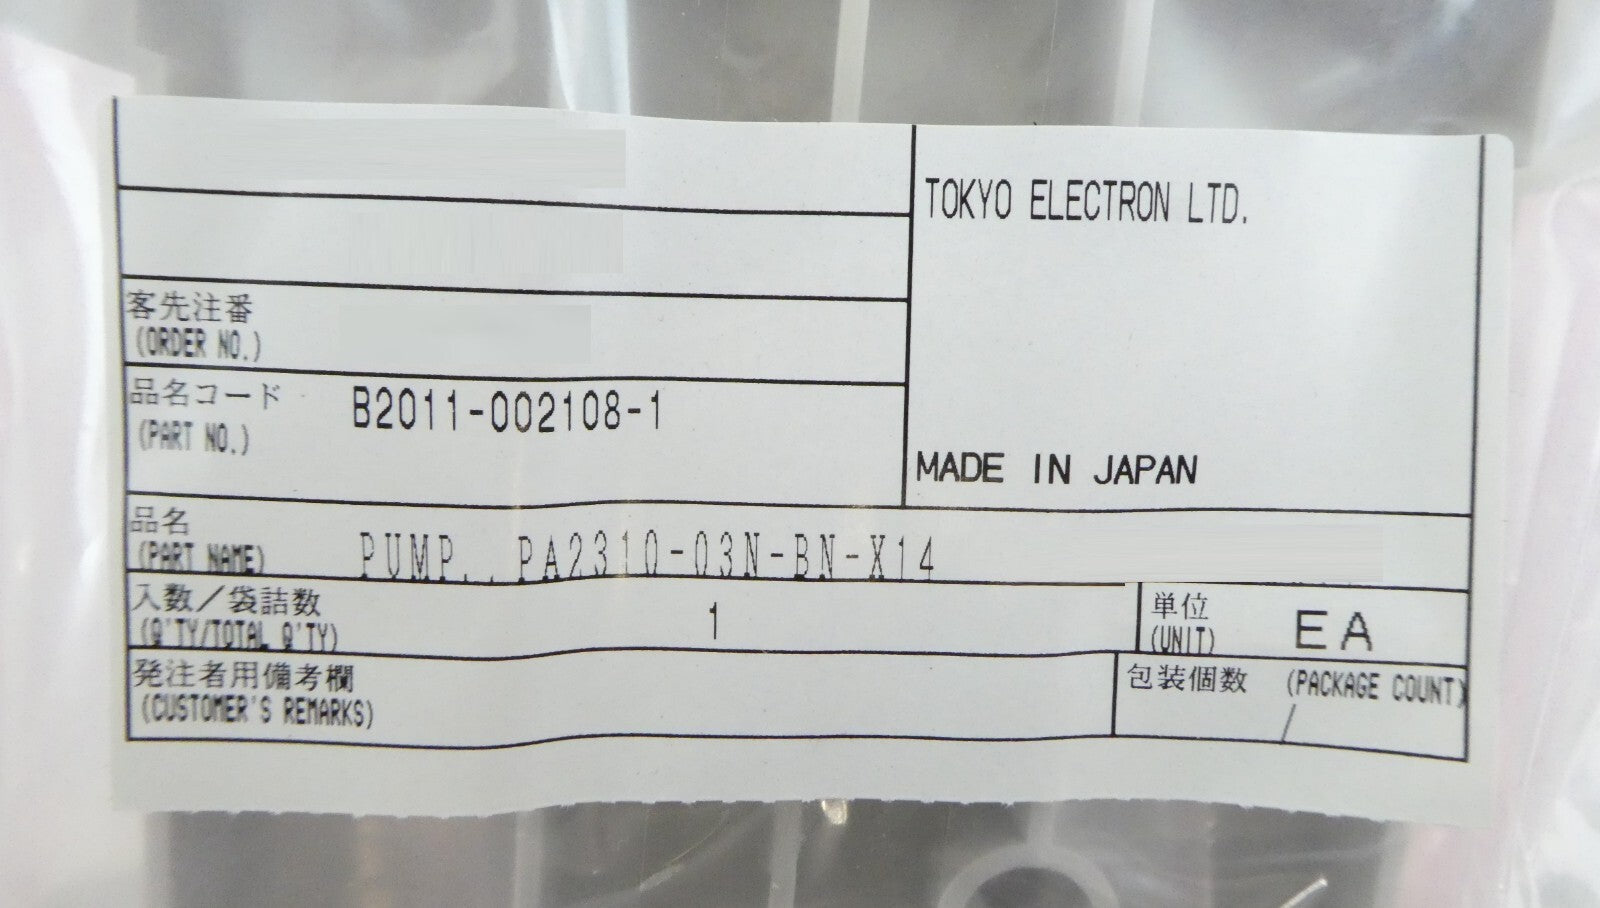 TOKYO ELECTRON LTD.
客先注番
(ORDER NO.)
品名コード
(PART NO.)
B2011-002108-1
MADE IN JAPAN
品名
(PART NAME)
PUMP, , PA2310-03N-BN-X14
入数/袋詰数
(Q'TY/TOTAL Q'TY)
1
単位
(UNIT)
EA
発注者用備考欄
(CUSTOMER'S REMARKS)
包装個数 (PACKAGE COUNT)
/